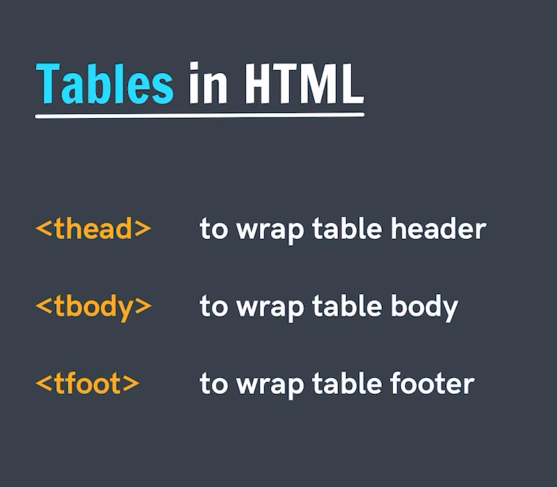 Tables in HTML
<thead> to wrap table header
<tbody> to wrap table body
<tfoot> to wrap table footer